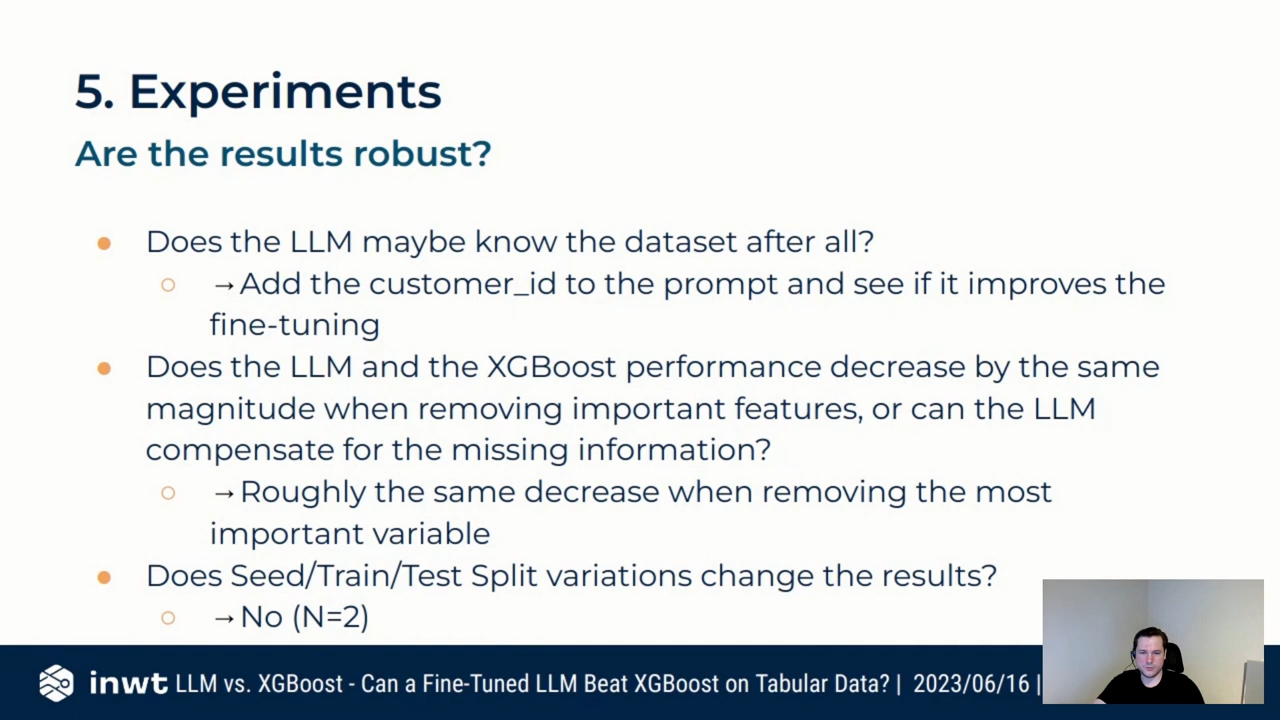 5. Experiments
Are the results robust?
● Does the LLM maybe know the dataset after all?
○ →Add the customer_id to the prompt and see if it improves the
fine-tuning
● Does the LLM and the XGBoost performance decrease by the same
magnitude when removing important features, or can the LLM
compensate for the missing information?
○ →Roughly the same decrease when removing the most
important variable
● Does Seed/Train/Test Split variations change the results?
○ →No (N=2)
inwt LLM vs. XGBoost - Can a Fine-Tuned LLM Beat XGBoost on Tabular Data? | 2023/06/16 |